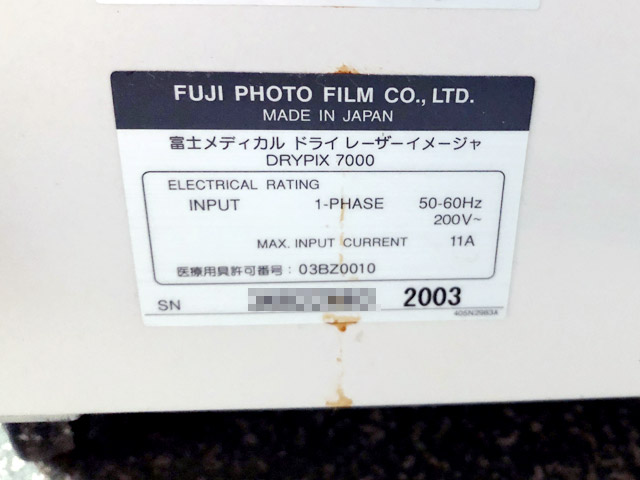 FUJI PHOTO FILM CO., LTD.
MADE IN JAPAN
富士メディカル ドライ レーザーイメージャ
DRYPIX 7000
ELECTRICAL RATING
INPUT 1-PHASE 50-60Hz
200V~
MAX. INPUT CURRENT 11A
医療用具許可番号：03BZ0010
SN 2003